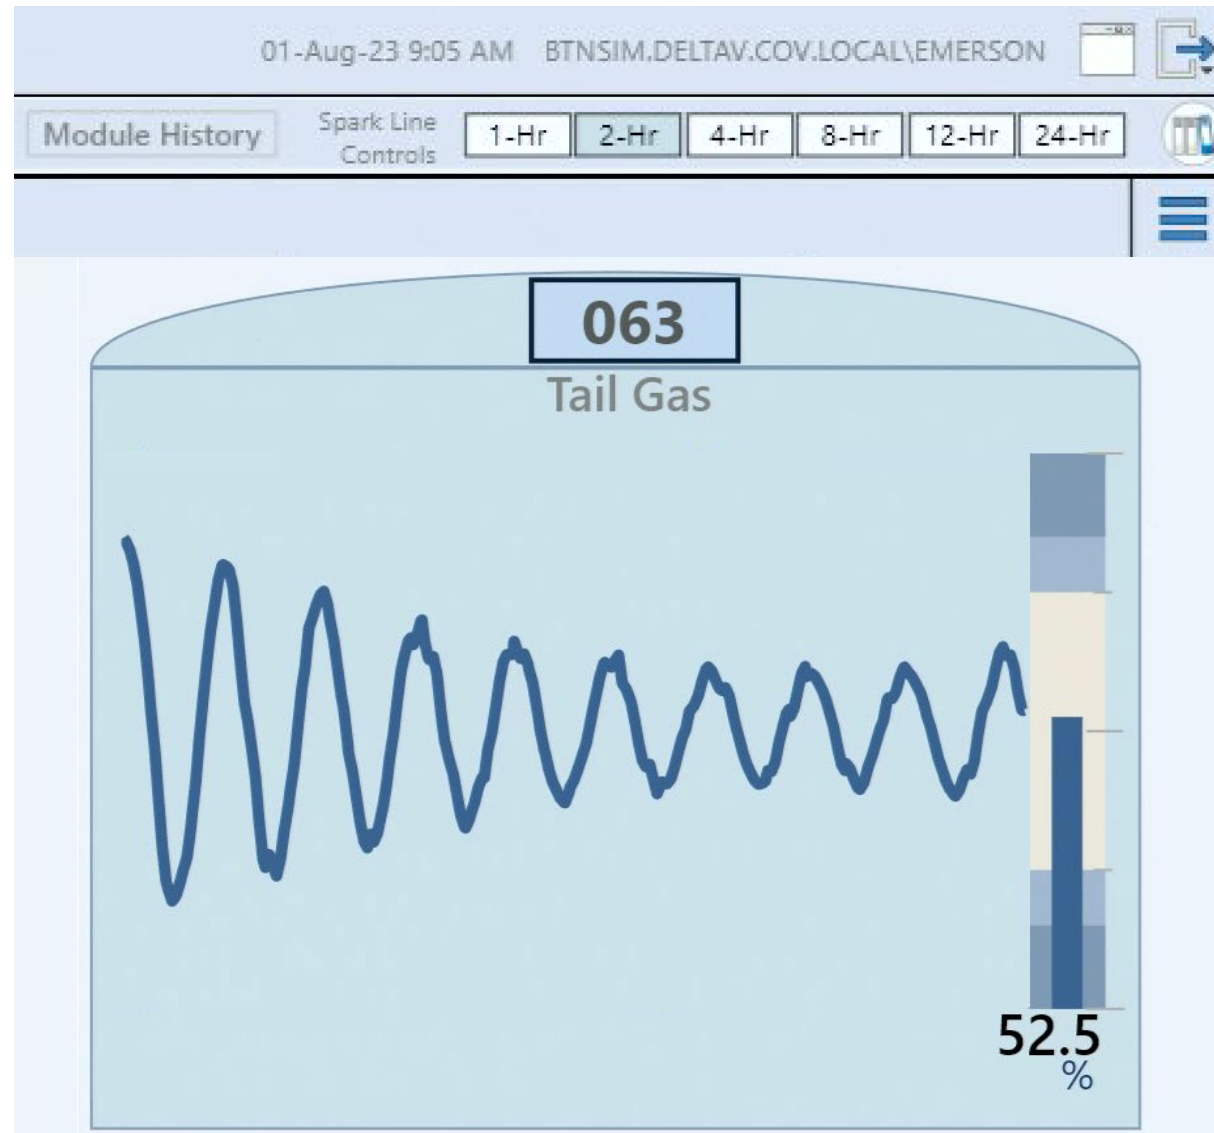 01-Aug-23 9:05 AM BTNSIM.DELTAV.COV.LOCAL\EMERSON
Module History
Spark Line
Controls
1-Hr 2-Hr 4-Hr 8-Hr 12-Hr 24-Hr
063
Tail Gas
52.5
%